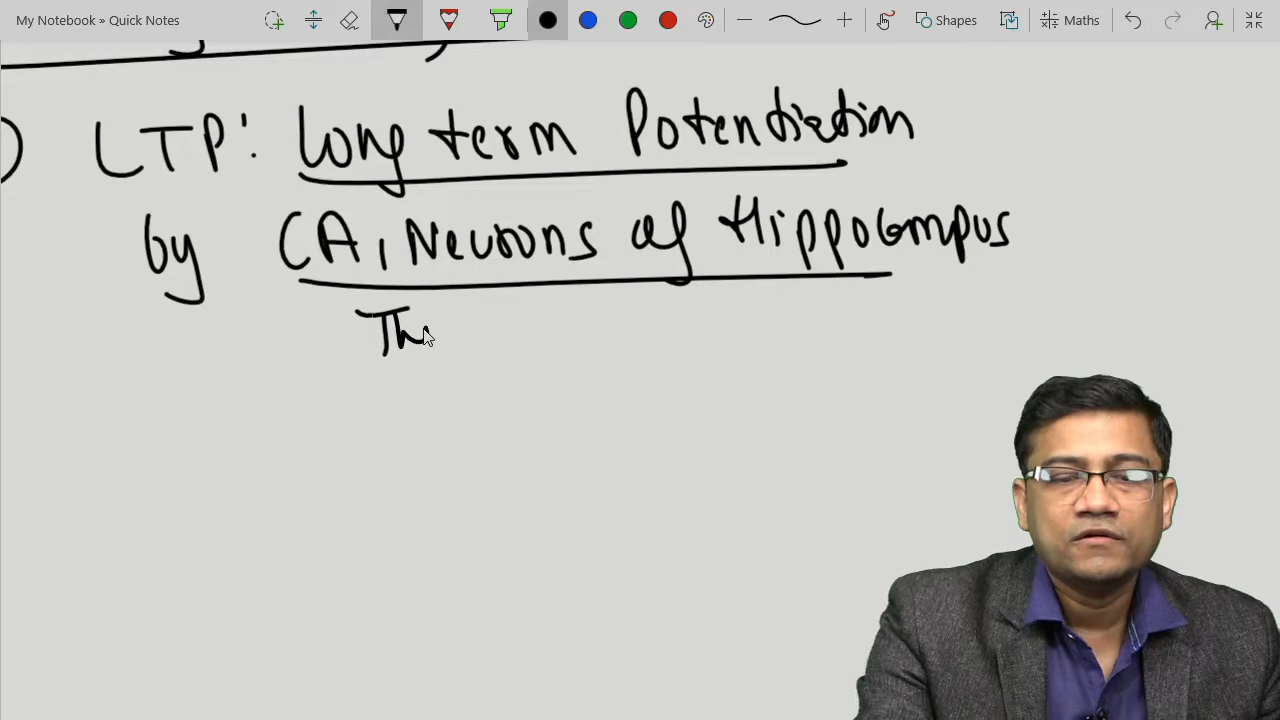 My Notebook » Quick Notes
Shapes
Maths
) LTP: Long term Potentiation
by CA1 Neurons of Hippocampus
Th